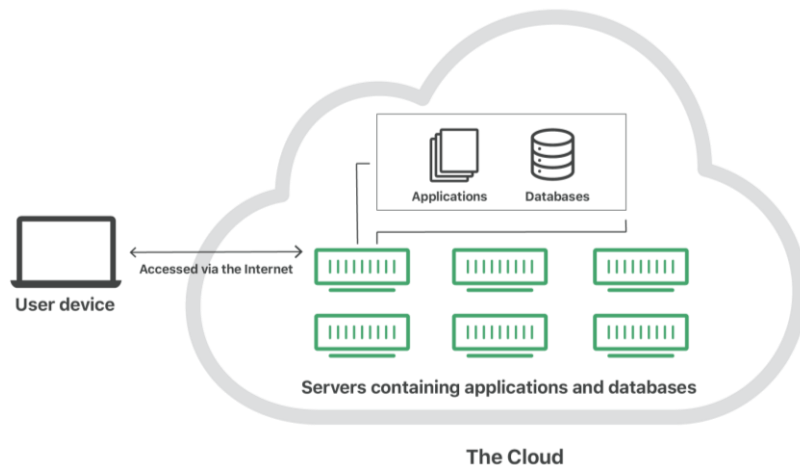 Applications
Databases
Accessed via the Internet
User device
Servers containing applications and databases
The Cloud